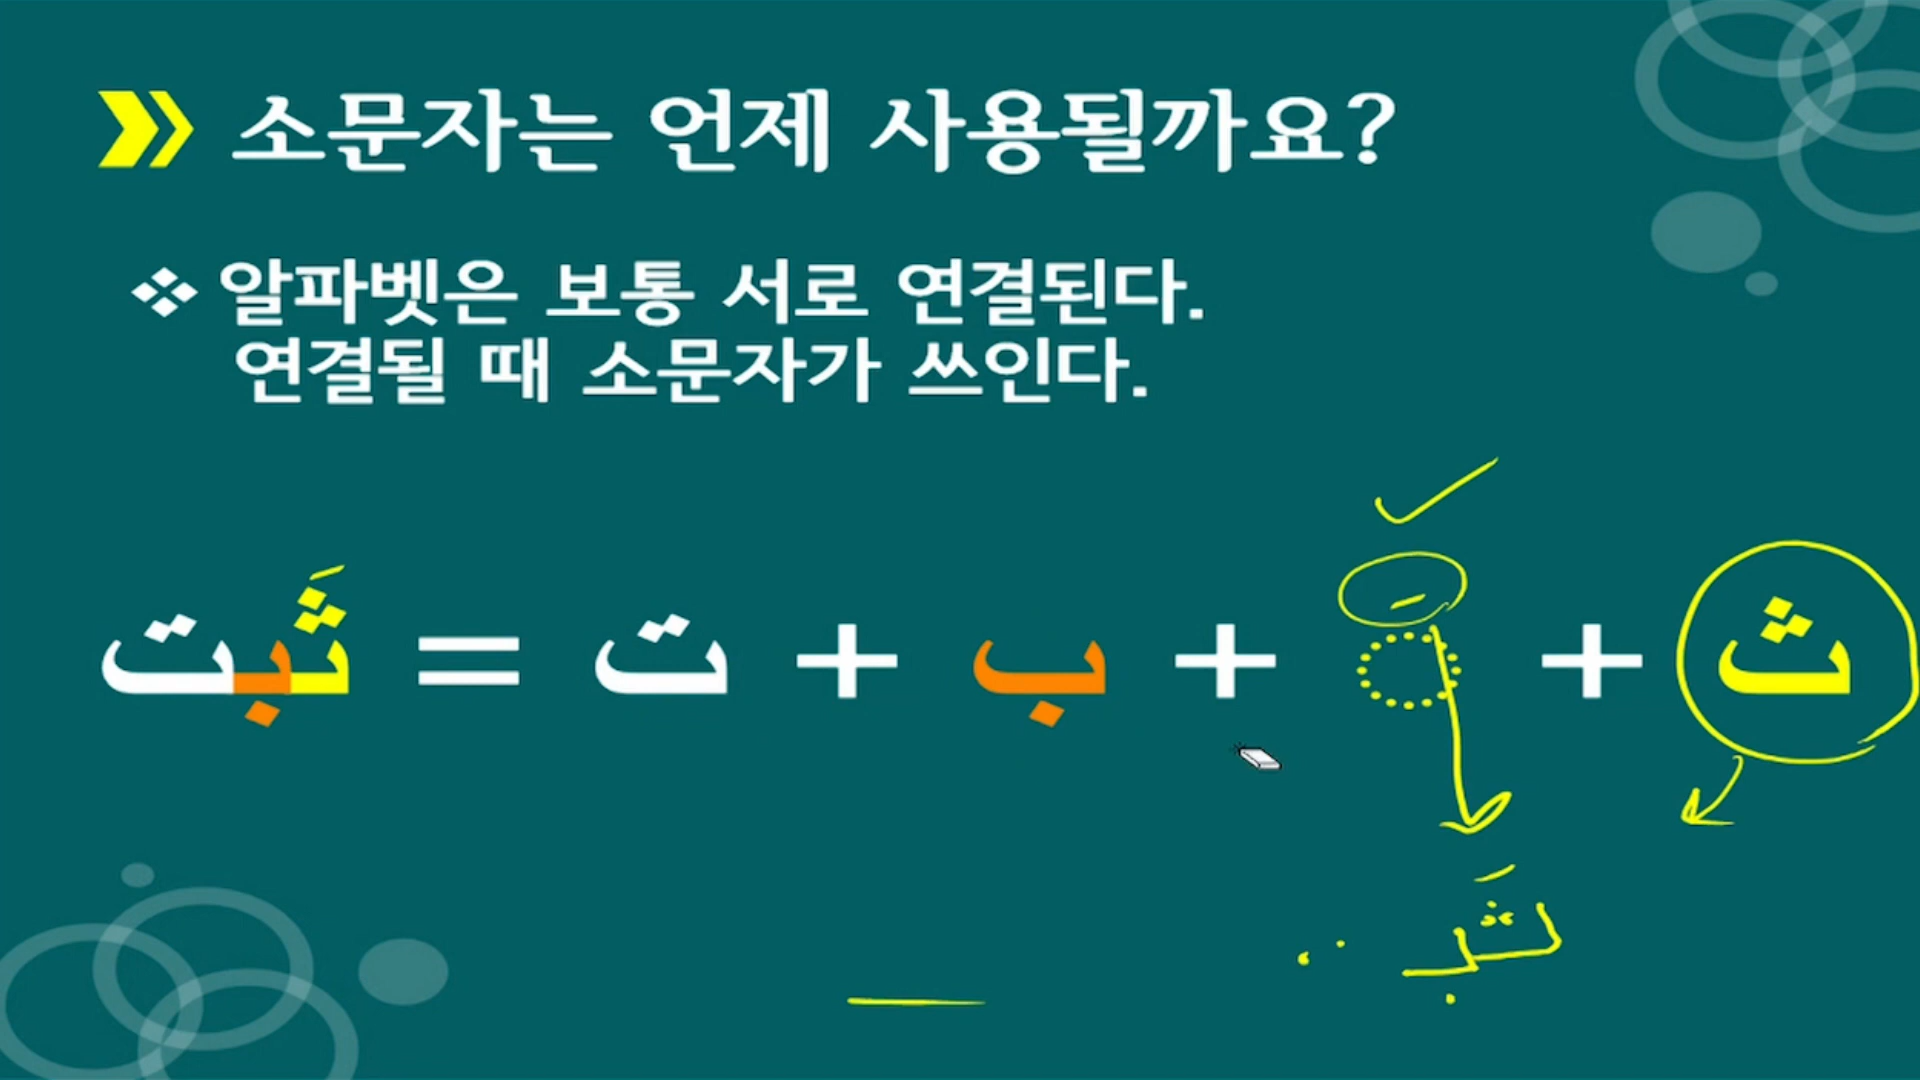 소문자는 언제 사용될까요?
알파벳은 보통 서로 연결된다.
연결될 때 소문자가 쓰인다.
ث + َ + ب + ت = ثَبت